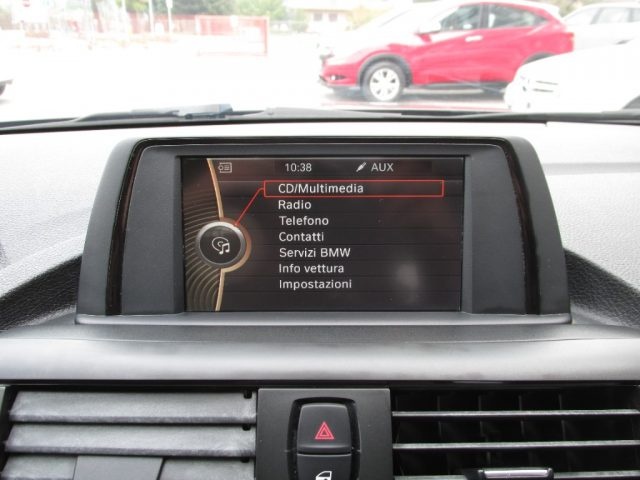 10:38 AUX
CD/Multimedia
Radio
Telefono
Contatti
Servizi BMW
Info vettura
Impostazioni